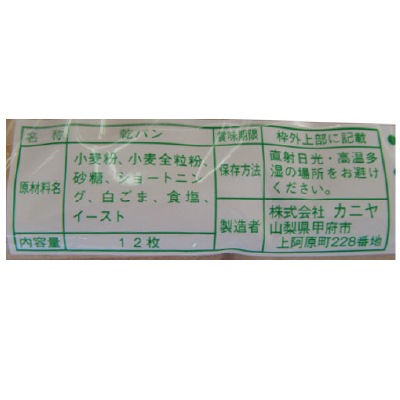 名称 乾パン
原材料名 小麦粉、小麦全粒粉、
砂糖、ショートニン
グ、白ごま、食塩、
イースト
内容量 12枚
賞味期限 枠外上部に記載
保存方法 直射日光・高温多
湿の場所をお避け
ください。
製造者 株式会社 カニヤ
山梨県甲府市
上阿原町228番地